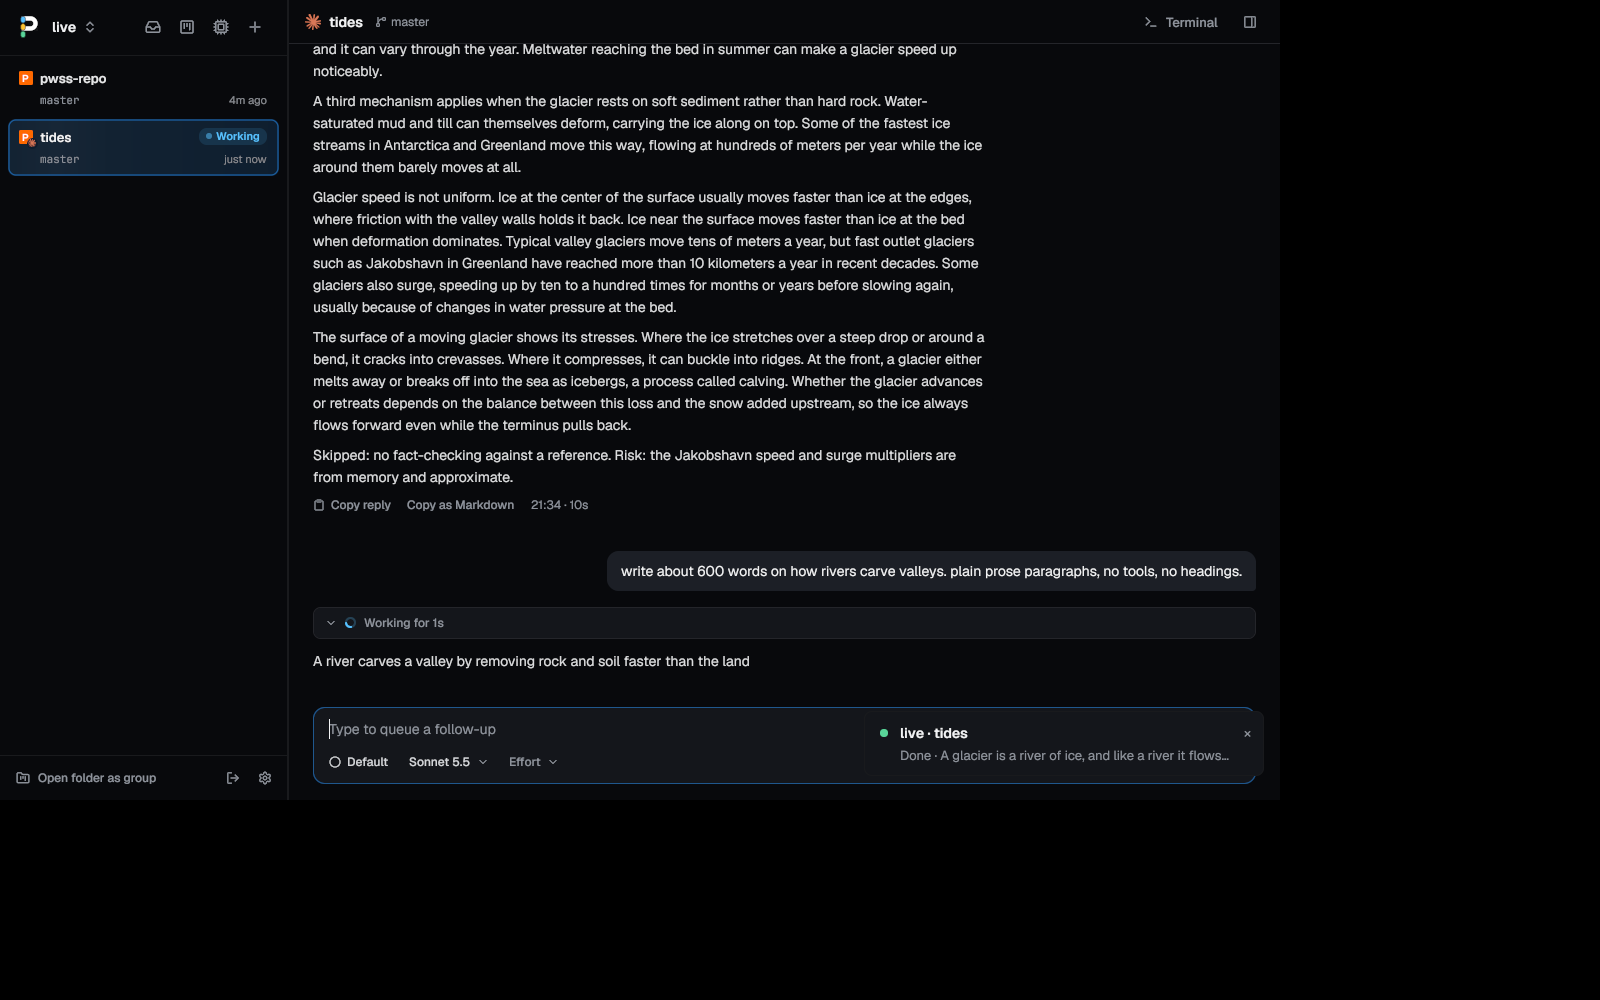 live
P pwss-repo
master 4m ago
P tides Working
master just now
Open folder as group
tides master Terminal
and it can vary through the year. Meltwater reaching the bed in summer can make a glacier speed up
noticeably.
A third mechanism applies when the glacier rests on soft sediment rather than hard rock. Water-
saturated mud and till can themselves deform, carrying the ice along on top. Some of the fastest ice
streams in Antarctica and Greenland move this way, flowing at hundreds of meters per year while the ice
around them barely moves at all.
Glacier speed is not uniform. Ice at the center of the surface usually moves faster than ice at the edges,
where friction with the valley walls holds it back. Ice near the surface moves faster than ice at the bed
when deformation dominates. Typical valley glaciers move tens of meters a year, but fast outlet glaciers
such as Jakobshavn in Greenland have reached more than 10 kilometers a year in recent decades. Some
glaciers also surge, speeding up by ten to a hundred times for months or years before slowing again,
usually because of changes in water pressure at the bed.
The surface of a moving glacier shows its stresses. Where the ice stretches over a steep drop or around a
bend, it cracks into crevasses. Where it compresses, it can buckle into ridges. At the front, a glacier either
melts away or breaks off into the sea as icebergs, a process called calving. Whether the glacier advances
or retreats depends on the balance between this loss and the snow added upstream, so the ice always
flows forward even while the terminus pulls back.
Skipped: no fact-checking against a reference. Risk: the Jakobshavn speed and surge multipliers are
from memory and approximate.
Copy reply Copy as Markdown 21:34 · 10s
write about 600 words on how rivers carve valleys. plain prose paragraphs, no tools, no headings.
Working for 1s
A river carves a valley by removing rock and soil faster than the land
Type to queue a follow-up
Default Sonnet 5.5 Effort
live · tides ×
Done · A glacier is a river of ice, and like a river it flows...